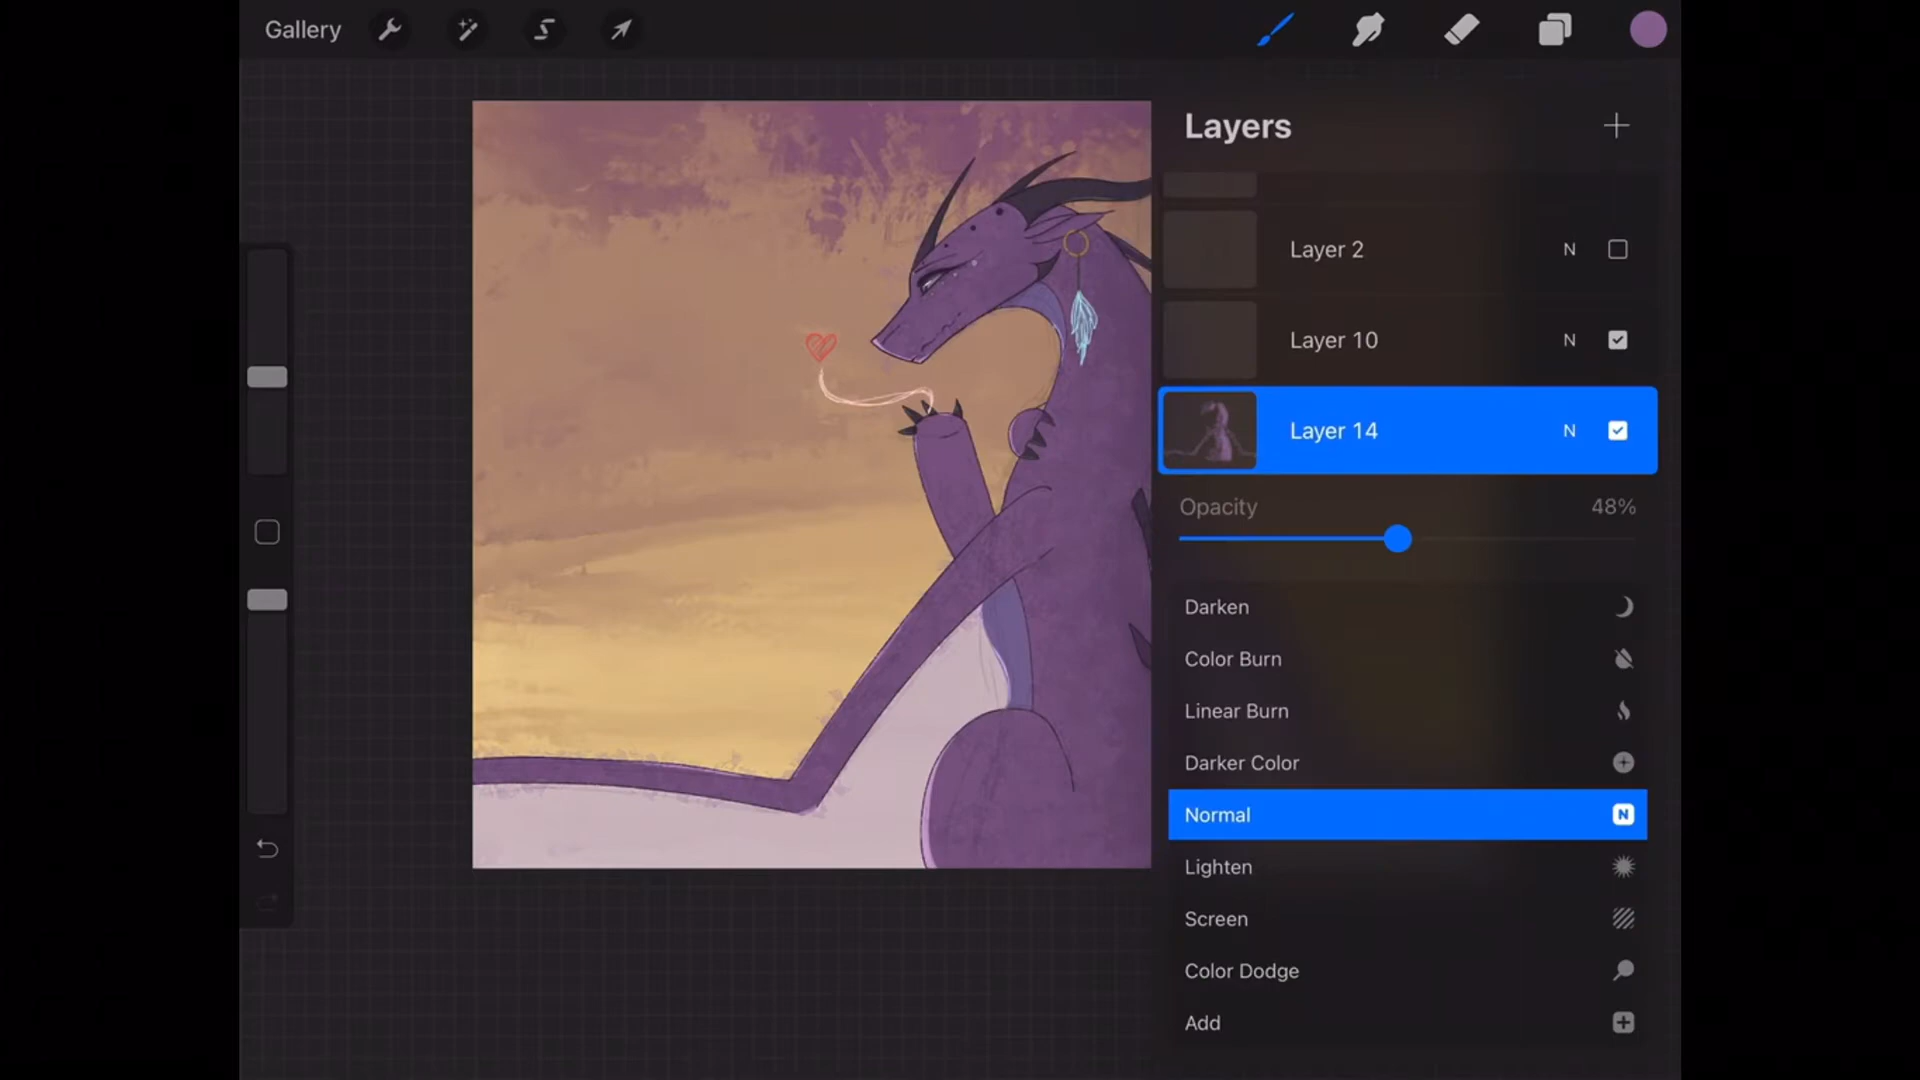 Gallery
Layers
Layer 2 N
Layer 10 N
Layer 14 N
Opacity 48%
Darken
Color Burn
Linear Burn
Darker Color
Normal N
Lighten
Screen
Color Dodge
Add